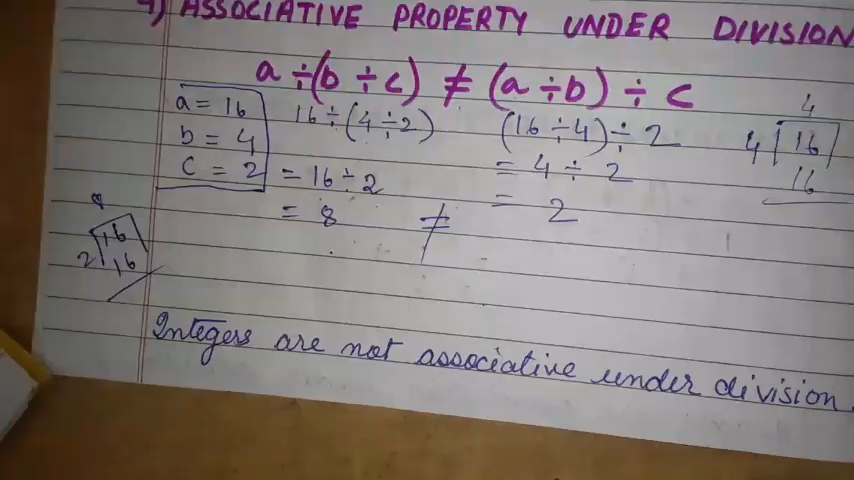 4) ASSOCIATIVE PROPERTY UNDER DIVISION
a ÷ (b ÷ c) ≠ (a ÷ b) ÷ c
a = 16
b = 4
c = 2
16 ÷ (4 ÷ 2)
= 16 ÷ 2
= 8
≠
(16 ÷ 4) ÷ 2
= 4 ÷ 2
= 2
4
4 16
16
8
2 16
16
Integers are not associative under division.